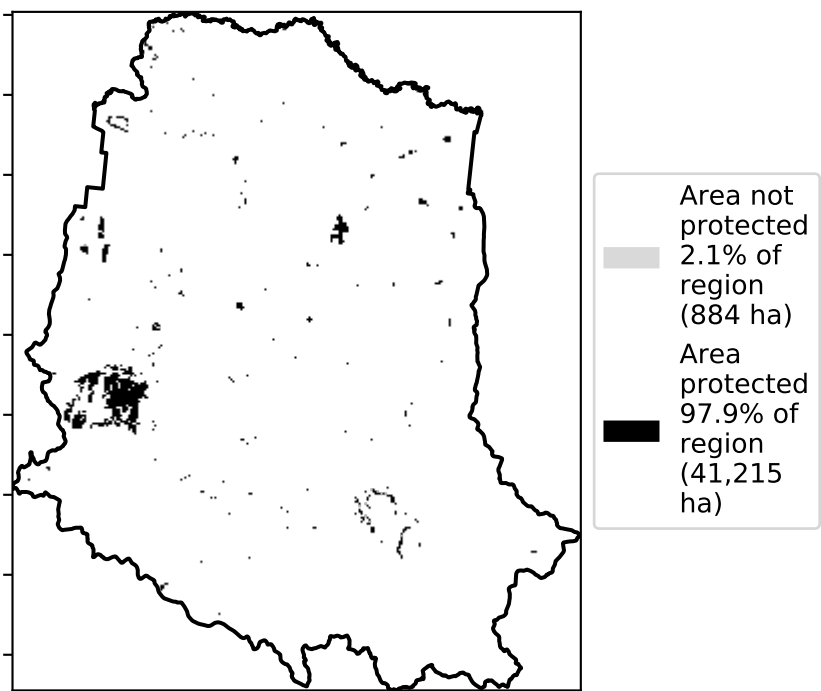 Area not
protected
2.1% of
region
(884 ha)
Area
protected
97.9% of
region
(41,215
ha)